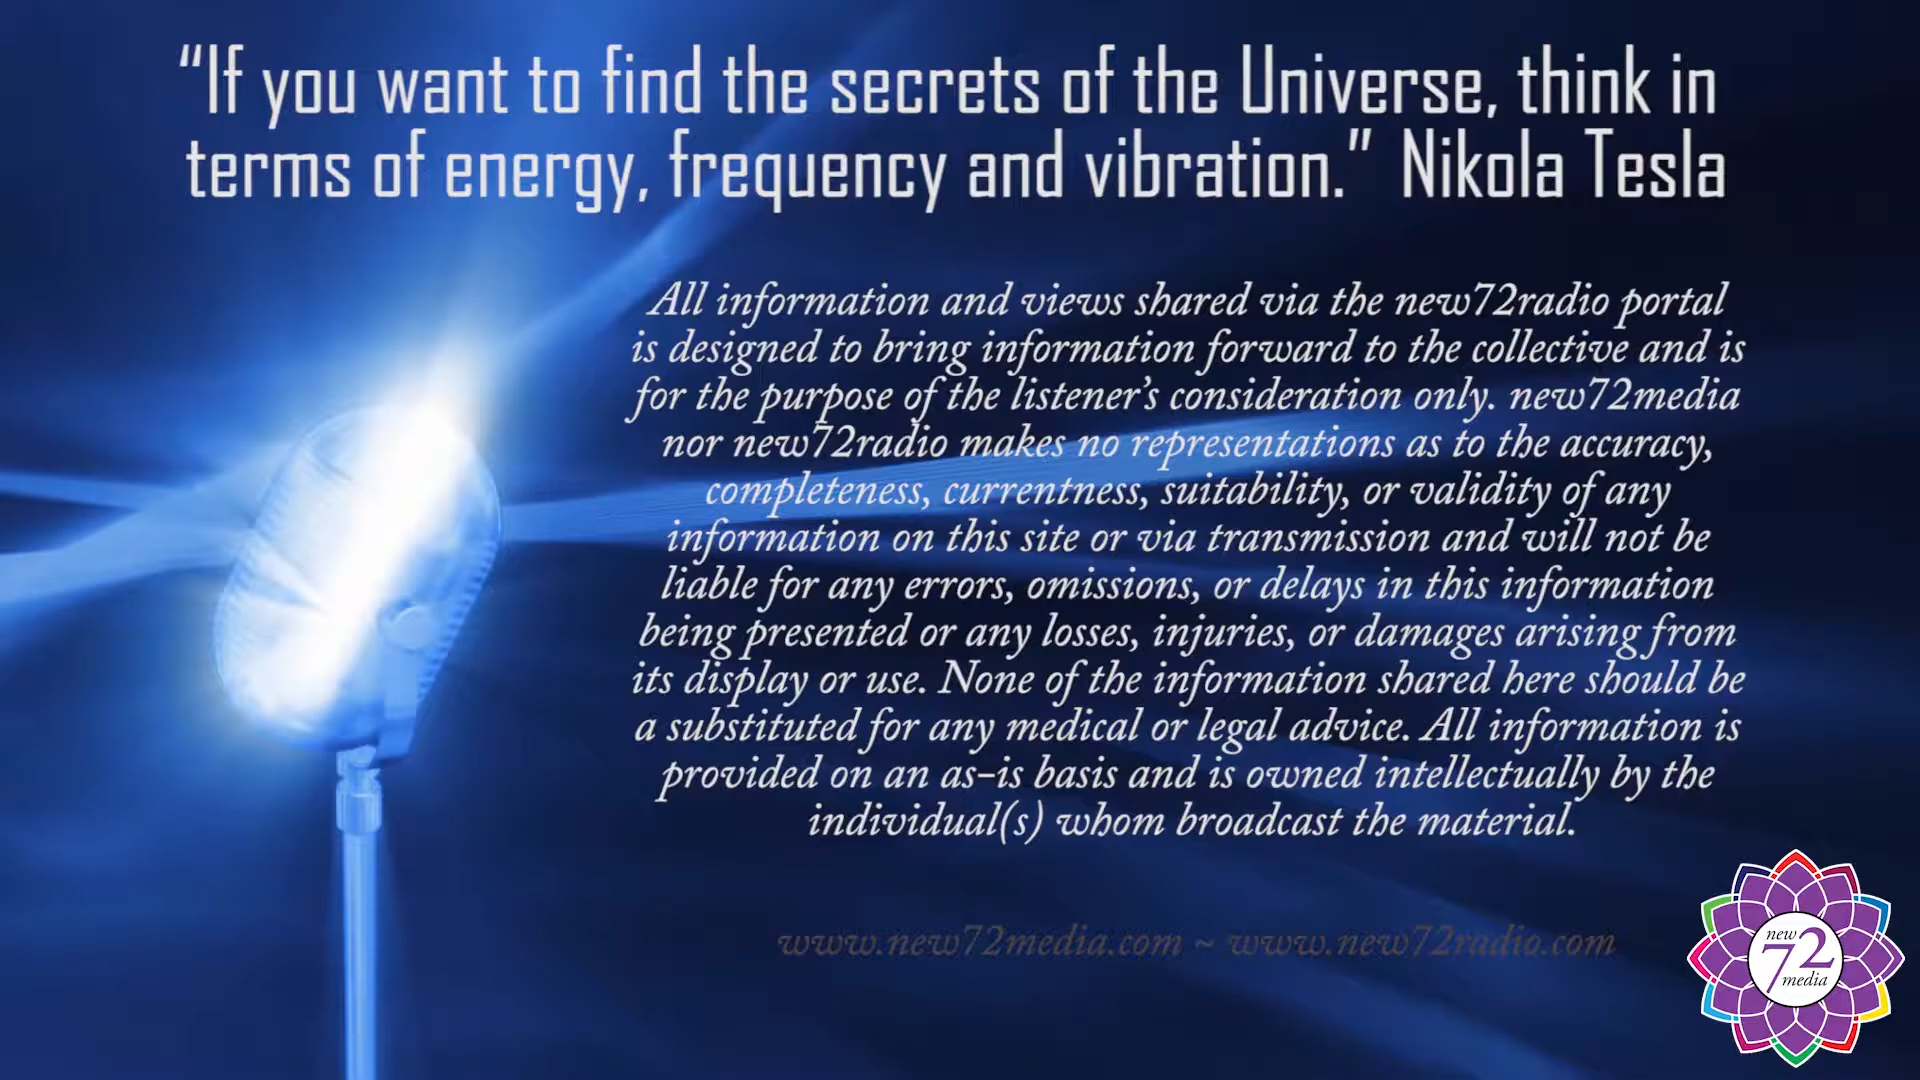 “If you want to find the secrets of the Universe, think in
terms of energy, frequency and vibration.” Nikola Tesla
All information and views shared via the new72radio portal
is designed to bring information forward to the collective and is
for the purpose of the listener’s consideration only. new72media
nor new72radio makes no representations as to the accuracy,
completeness, currentness, suitability, or validity of any
information on this site or via transmission and will not be
liable for any errors, omissions, or delays in this information
being presented or any losses, injuries, or damages arising from
its display or use. None of the information shared here should be
a substituted for any medical or legal advice. All information is
provided on an as-is basis and is owned intellectually by the
individual(s) whom broadcast the material.
www.new72media.com ~ www.new72radio.com
new
72
media